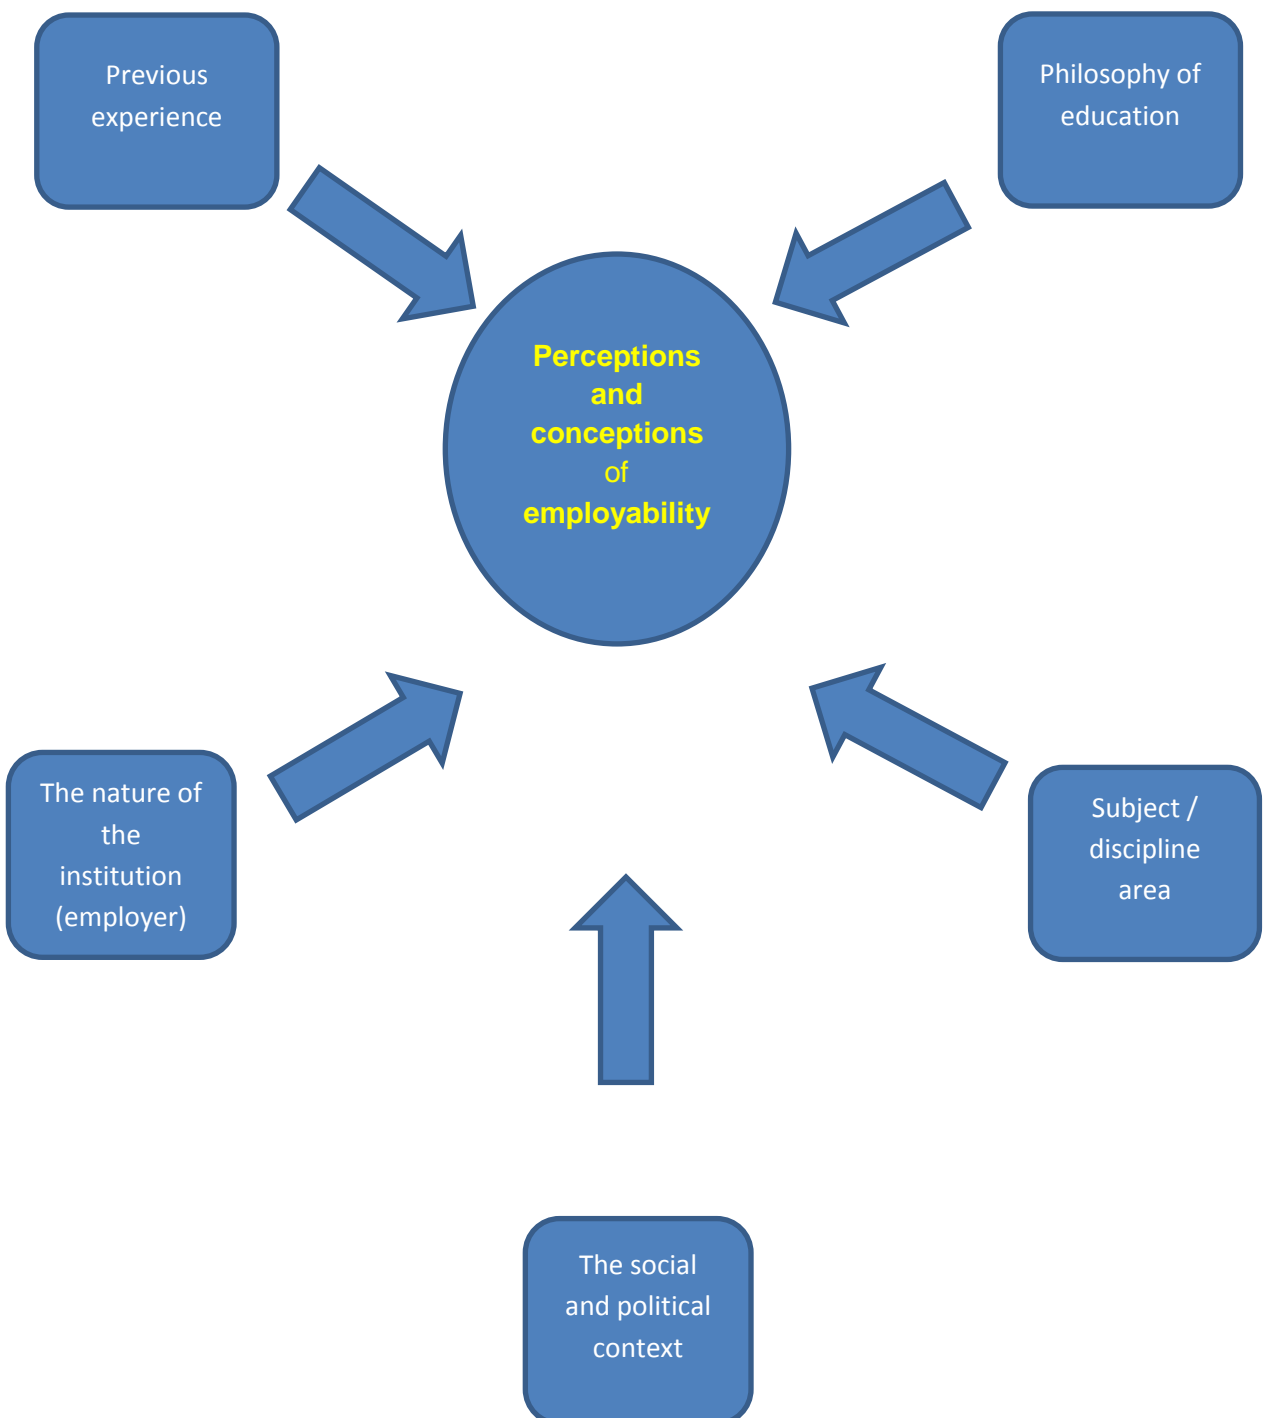 Previous
experience
Philosophy of
education
Perceptions
and
conceptions
of
employability
The nature of
the
institution
(employer)
Subject /
discipline
area
The social
and political
context